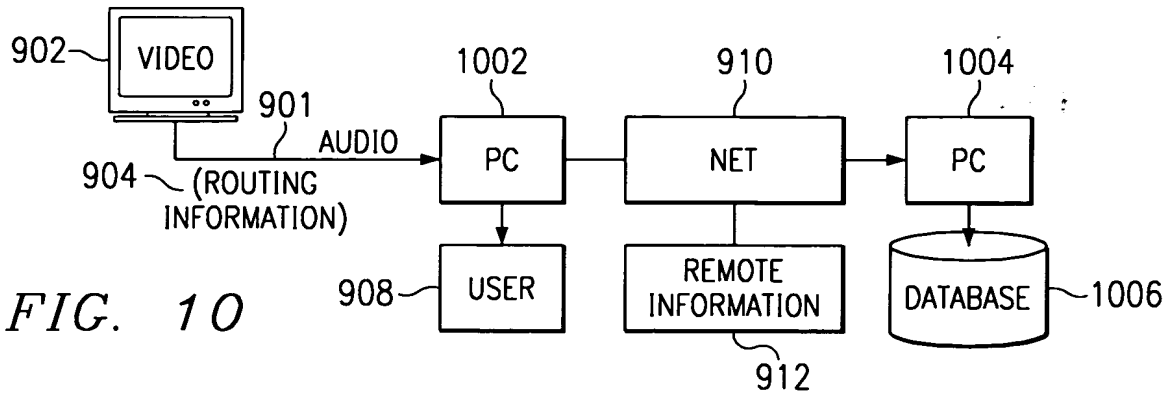 902
VIDEO
901
AUDIO
904
(ROUTING
INFORMATION)
1002
PC
910
NET
1004
PC
908
USER
REMOTE
INFORMATION
912
DATABASE
1006
FIG. 10